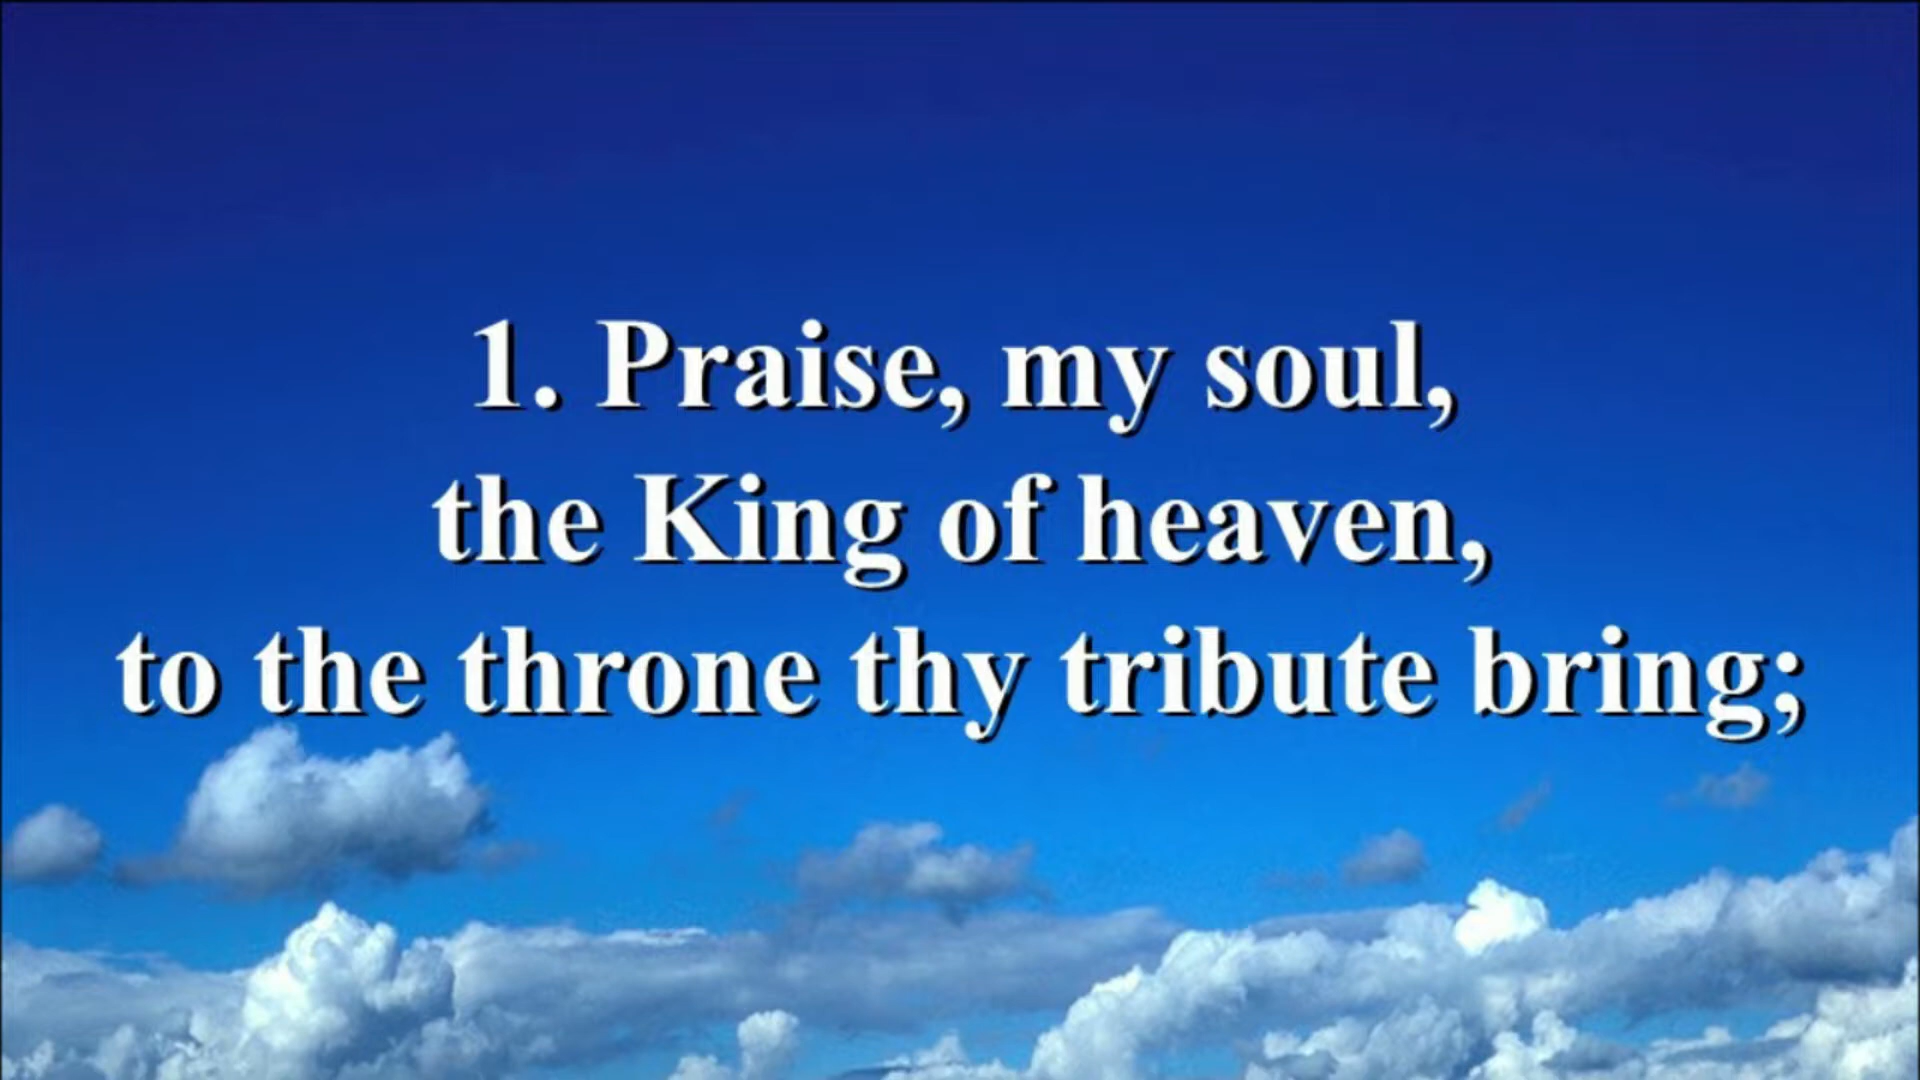 1. Praise, my soul,
the King of heaven,
to the throne thy tribute bring;